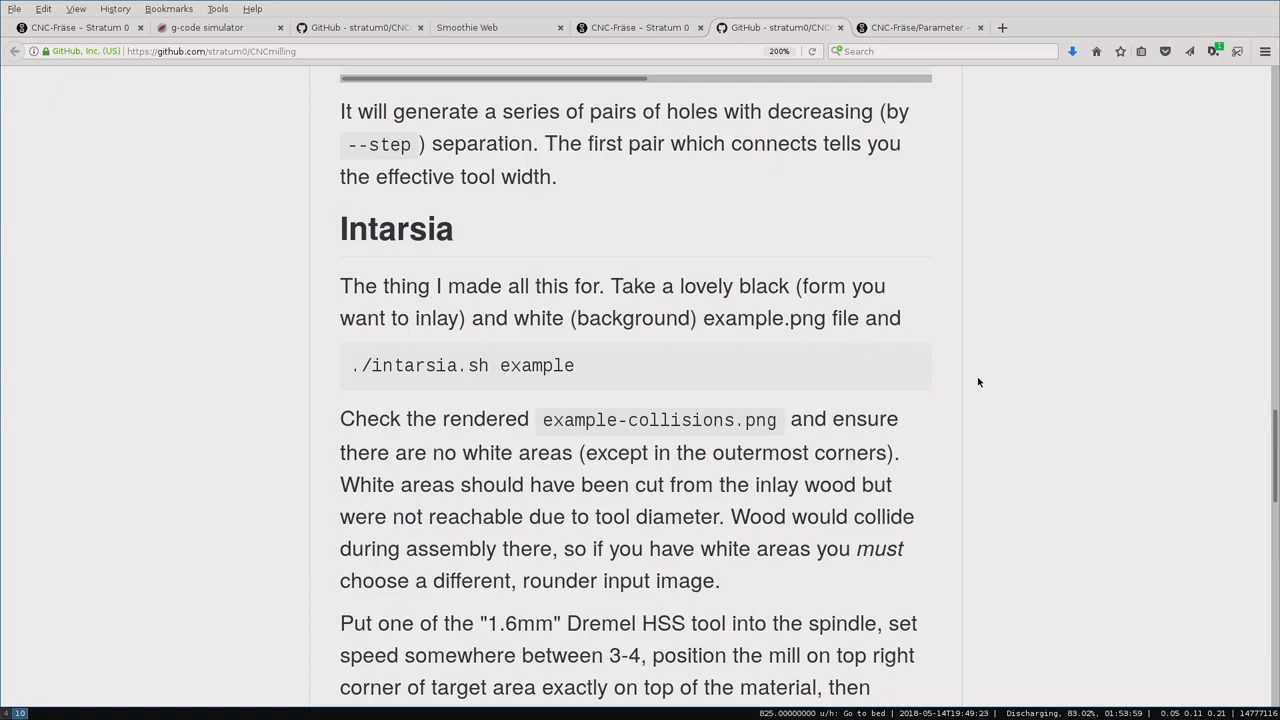 File Edit View History Bookmarks Tools Help
CNC-Fräse – Stratum 0 × g-code simulator × GitHub - stratum0/CNC × Smoothie Web × CNC-Fräse – Stratum 0 × GitHub - stratum0/CNC × CNC-Fräse/Parameter - ×
GitHub, Inc. (US) https://github.com/stratum0/CNCmilling 200% Search 1
It will generate a series of pairs of holes with decreasing (by
--step ) separation. The first pair which connects tells you
the effective tool width.
Intarsia
The thing I made all this for. Take a lovely black (form you
want to inlay) and white (background) example.png file and
./intarsia.sh example
Check the rendered example-collisions.png and ensure
there are no white areas (except in the outermost corners).
White areas should have been cut from the inlay wood but
were not reachable due to tool diameter. Wood would collide
during assembly there, so if you have white areas you must
choose a different, rounder input image.
Put one of the "1.6mm" Dremel HSS tool into the spindle, set
speed somewhere between 3-4, position the mill on top right
corner of target area exactly on top of the material, then
4 10 825.00000000 u/h: Go to bed | 2018-05-14T19:49:23 | Discharging, 83.02%, 01:53:59 | 0.05 0.11 0.21 | 14777116